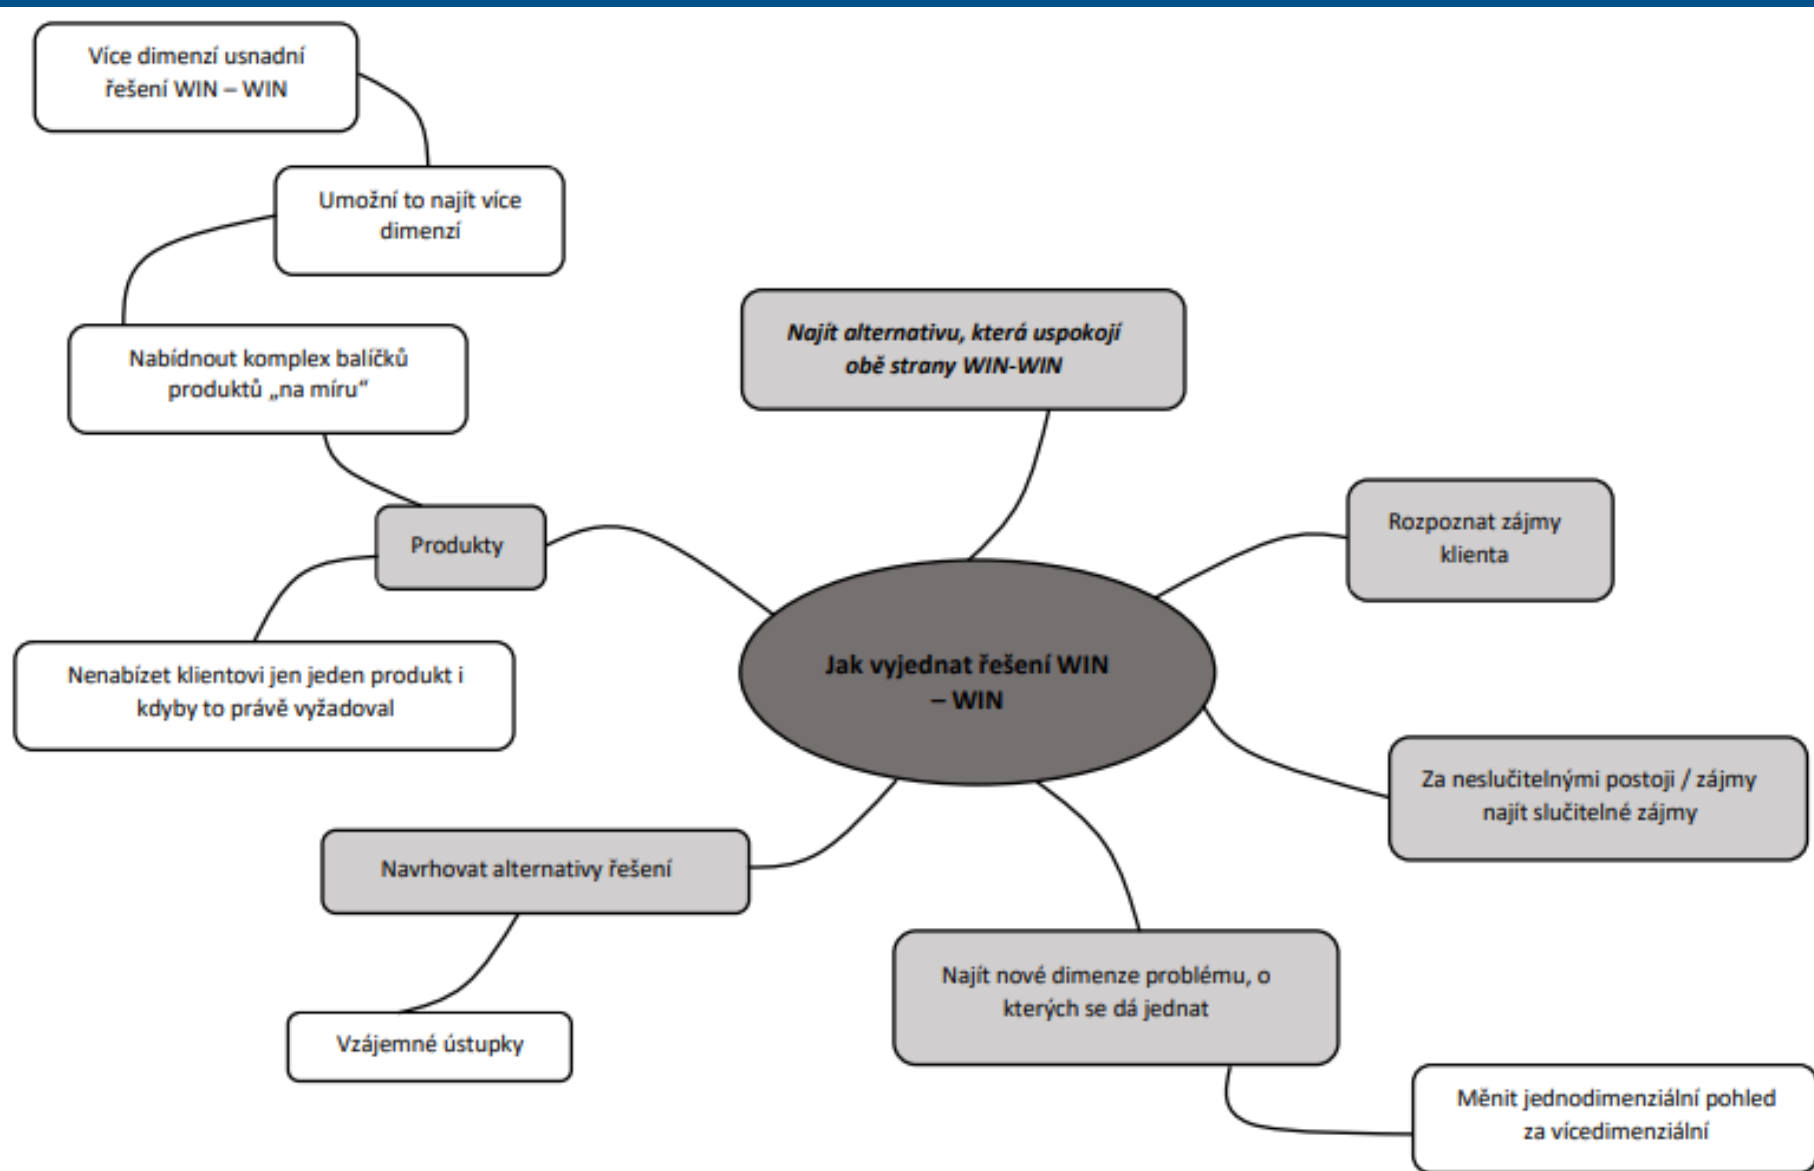 Více dimenzí usnadní
řešení WIN – WIN
Umožní to najít více
dimenzí
Nabídnout komplex balíčků
produktů „na míru“
Produkty
Nenabízet klientovi jen jeden produkt i
kdyby to právě vyžadoval
Najít alternativu, která uspokojí
obě strany WIN-WIN
Rozpoznat zájmy
klienta
Jak vyjednat řešení WIN
– WIN
Za neslučitelnými postoji / zájmy
najít slučitelné zájmy
Navrhovat alternativy řešení
Vzájemné ústupky
Najít nové dimenze problému, o
kterých se dá jednat
Měnit jednodimenziální pohled
za vícedimenziální